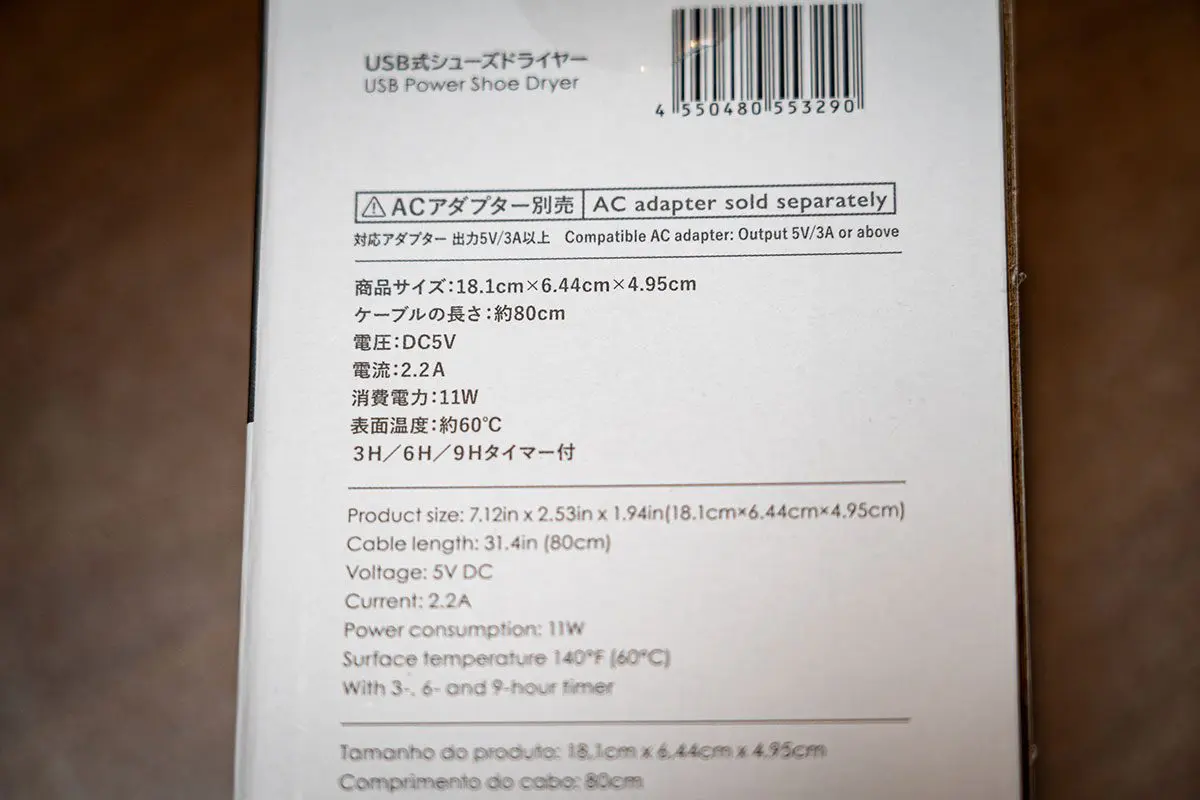 USB式シューズドライヤー
USB Power Shoe Dryer
4 550480 553290
⚠ACアダプター別売 AC adapter sold separately
対応アダプター 出力5V/3A以上 Compatible AC adapter: Output 5V/3A or above
商品サイズ:18.1cm×6.44cm×4.95cm
ケーブルの長さ:約80cm
電圧:DC5V
電流:2.2A
消費電力:11W
表面温度:約60℃
3H/6H/9Hタイマー付
Product size: 7.12in x 2.53in x 1.94in(18.1cm×6.44cm×4.95cm)
Cable length: 31.4in (80cm)
Voltage: 5V DC
Current: 2.2A
Power consumption: 11W
Surface temperature 140°F (60°C)
With 3-, 6- and 9-hour timer
Tamanho do produto: 18.1cm x 6.44cm x 4.95cm
Comprimento do cabo: 80cm